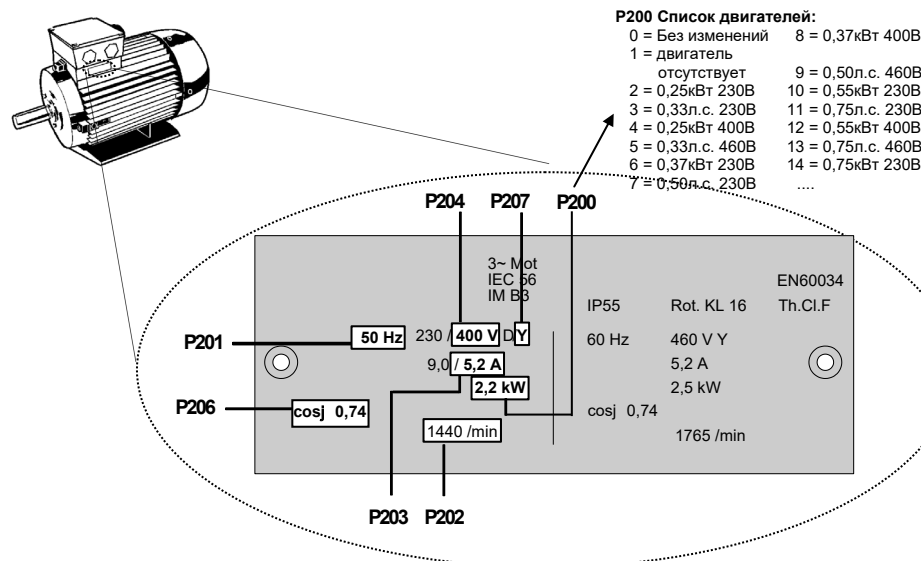 P200 Список двигателей:
0 = Без изменений 8 = 0,37кВт 400В
1 = двигатель
отсутствует 9 = 0,50л.с. 460В
2 = 0,25кВт 230В 10 = 0,55кВт 230В
3 = 0,33л.с. 230В 11 = 0,75л.с. 230В
4 = 0,25кВт 400В 12 = 0,55кВт 400В
5 = 0,33л.с. 460В 13 = 0,75л.с. 460В
6 = 0,37кВт 230В 14 = 0,75кВт 230В
7 = 0,50л.с. 230В ....
P204 P207 P200
3~ Mot
IEC 56
IM B3
EN60034
IP55 Rot. KL 16 Th.Cl.F
P201 50 Hz 230 / 400 V D Y 60 Hz 460 V Y
9,0 / 5,2 A 5,2 A
2,2 kW 2,5 kW
P206 cosj 0,74 cosj 0,74
1440 /min 1765 /min
P203 P202